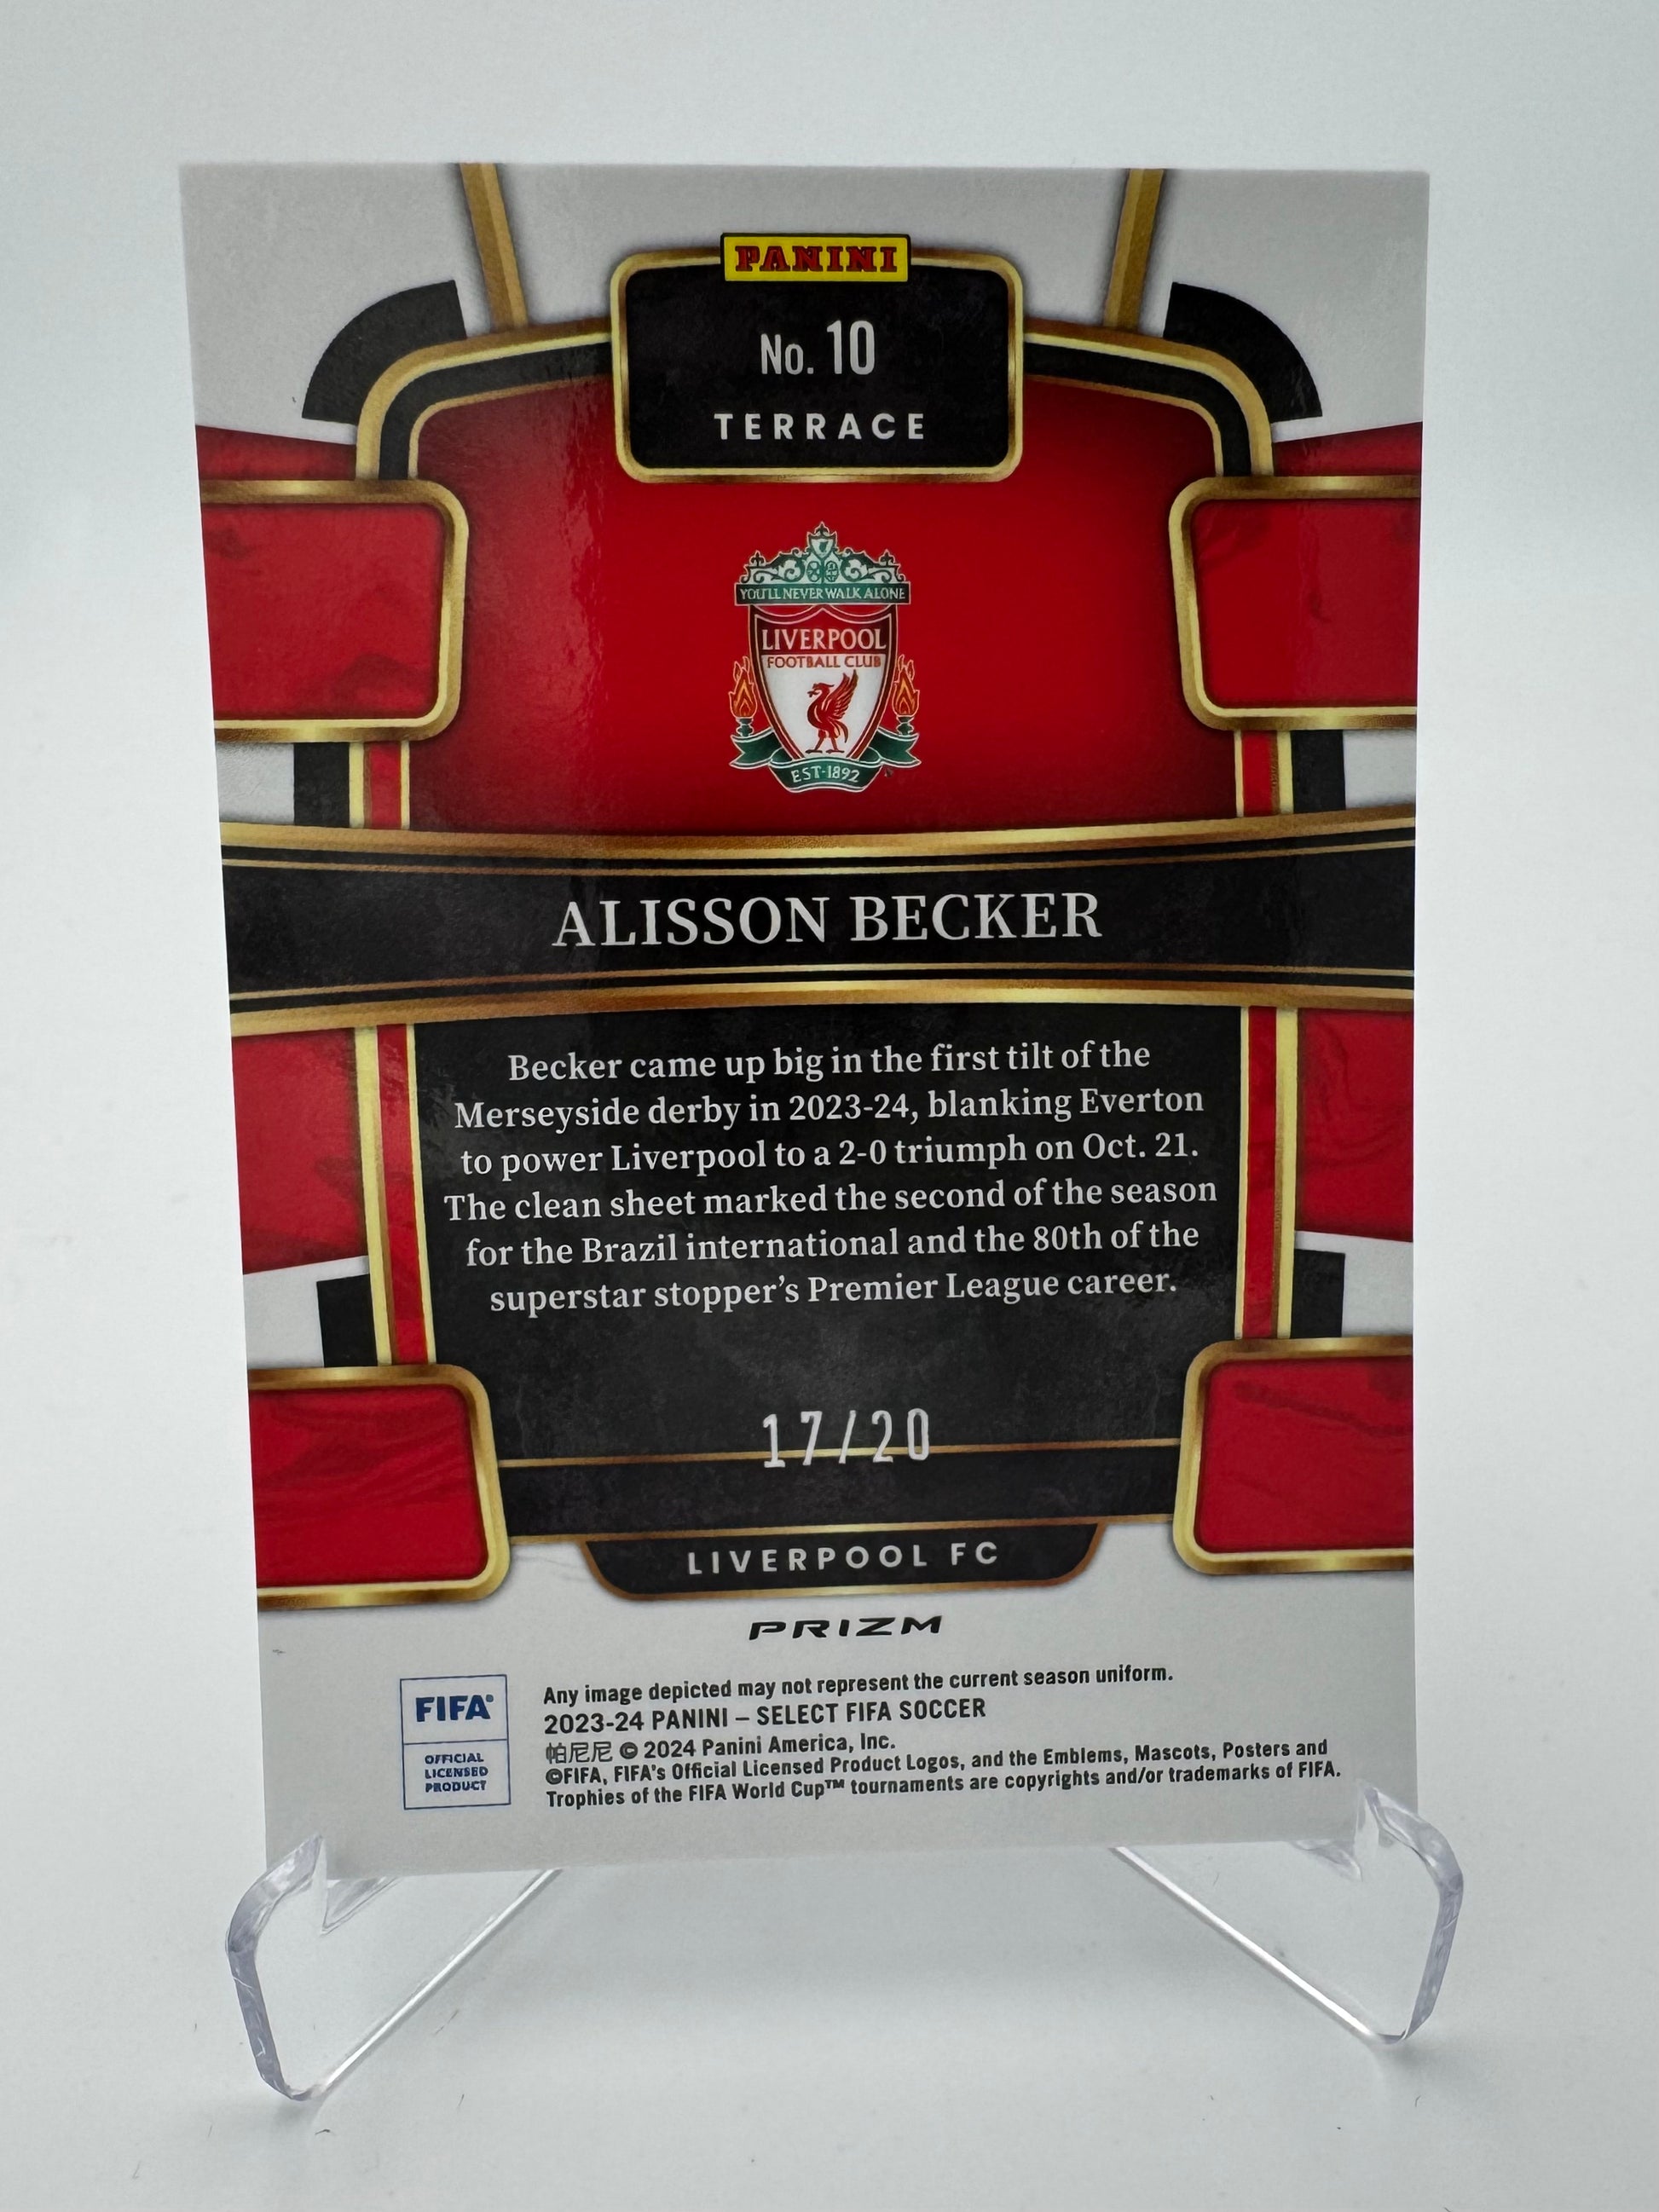 PANINI
No. 10
TERRACE
YOU'LL NEVER WALK ALONE
LIVERPOOL
FOOTBALL CLUB
EST·1892
ALISSON BECKER
Becker came up big in the first tilt of the
Merseyside derby in 2023-24, blanking Everton
to power Liverpool to a 2-0 triumph on Oct. 21.
The clean sheet marked the second of the season
for the Brazil international and the 80th of the
superstar stopper’s Premier League career.
17/20
LIVERPOOL FC
PRIZM
FIFA®
OFFICIAL
LICENSED
PRODUCT
Any image depicted may not represent the current season uniform.
2023-24 PANINI – SELECT FIFA SOCCER
帕尼尼 © 2024 Panini America, Inc.
©FIFA, FIFA's Official Licensed Product Logos, and the Emblems, Mascots, Posters and
Trophies of the FIFA World Cup™ tournaments are copyrights and/or trademarks of FIFA.